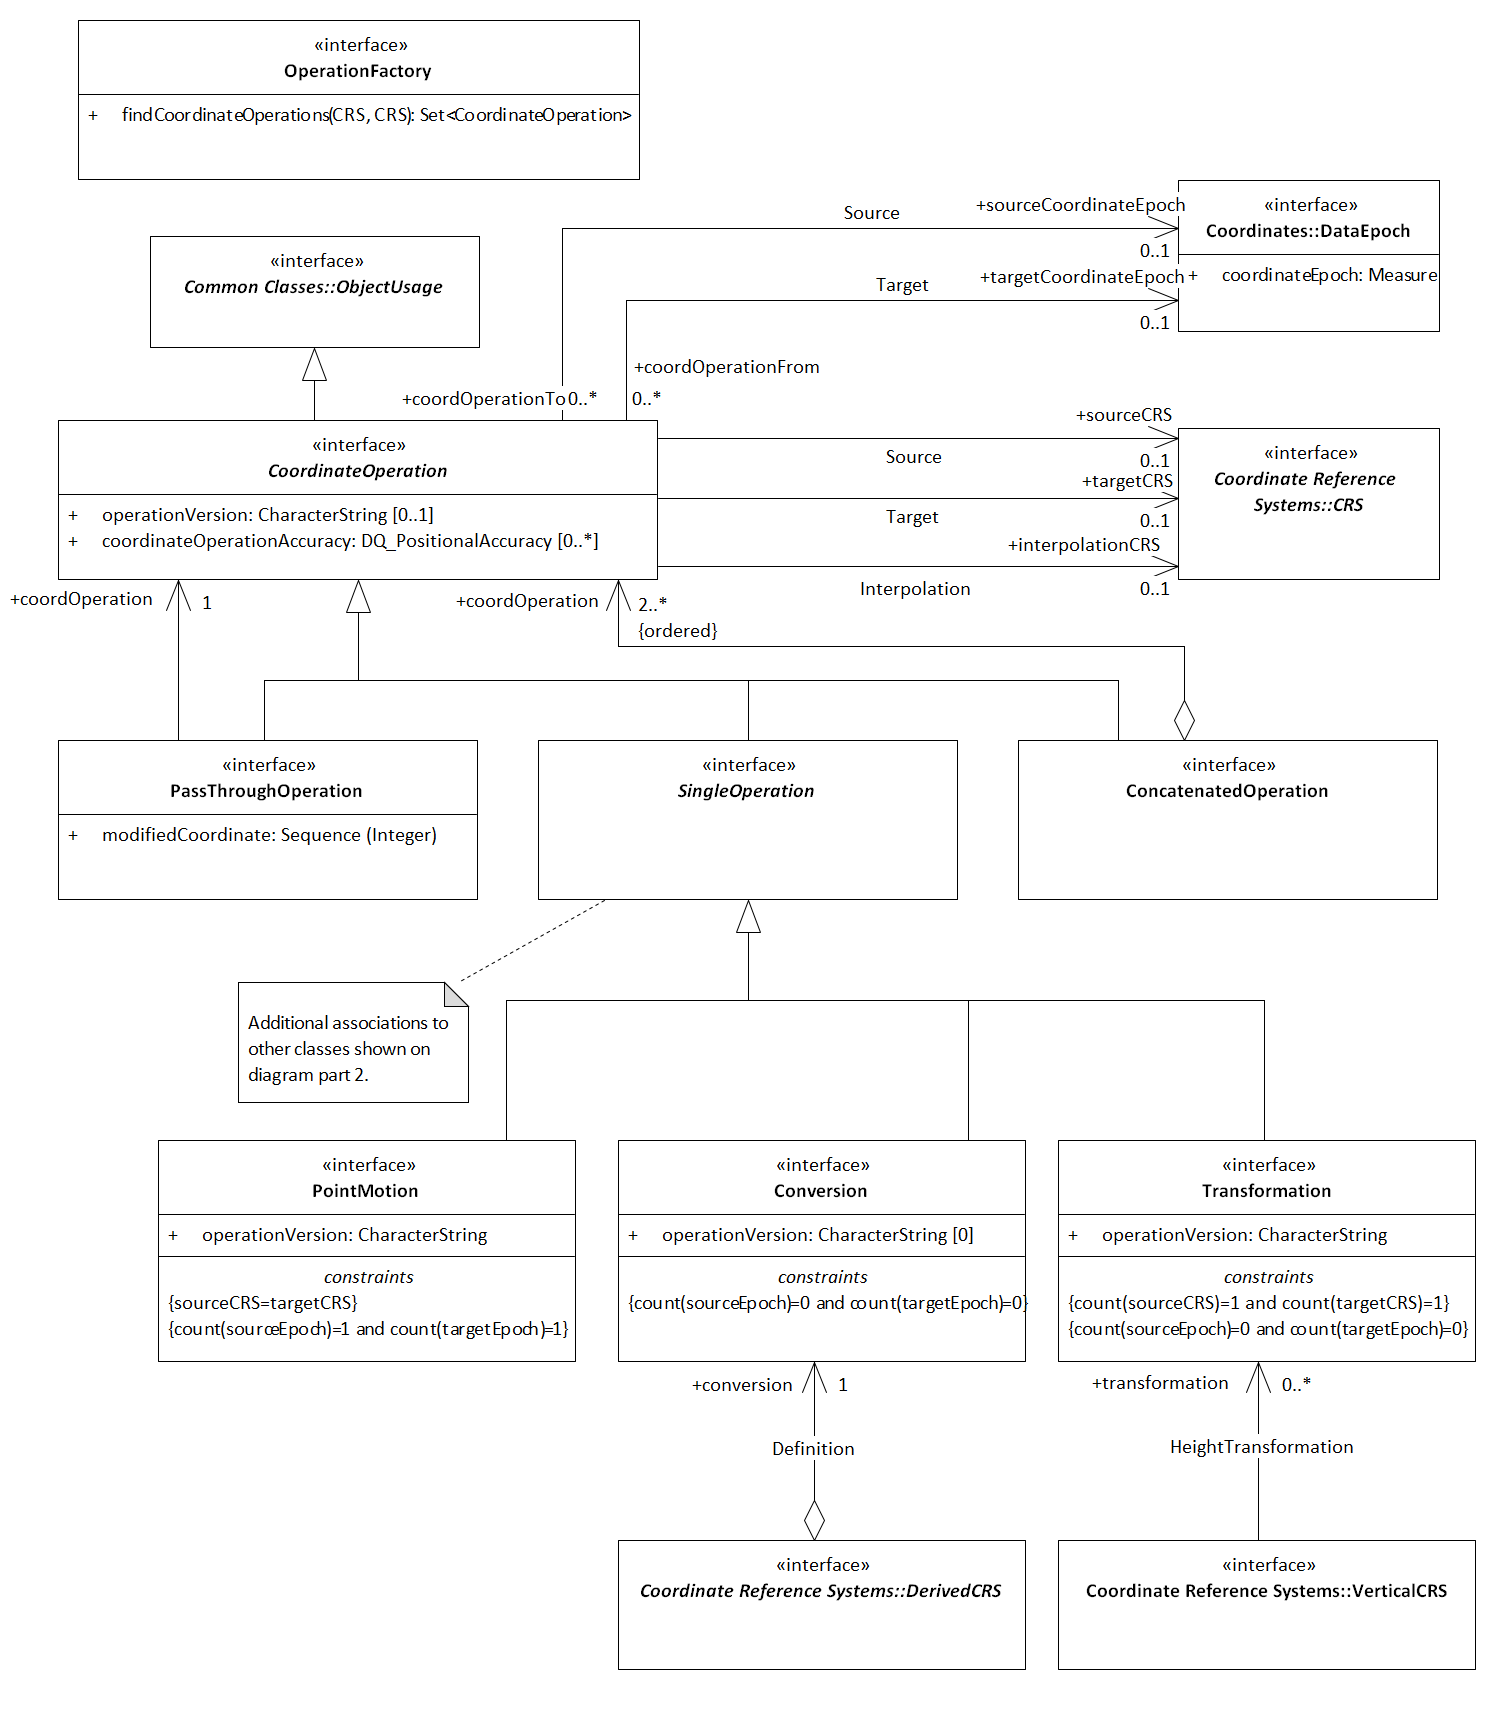 «interface»
OperationFactory
+ findCoordinateOperations(CRS, CRS): Set<CoordinateOperation>
«interface»
Common Classes::ObjectUsage
Source
+sourceCoordinateEpoch
0..1
Target
+targetCoordinateEpoch
0..1
«interface»
Coordinates::DataEpoch
+ coordinateEpoch: Measure
+coordOperationFrom
+coordOperationTo 0..*
0..*
«interface»
CoordinateOperation
+ operationVersion: CharacterString [0..1]
+ coordinateOperationAccuracy: DQ_PositionalAccuracy [0..*]
+sourceCRS
Source
0..1
+targetCRS
Target
0..1
+interpolationCRS
Interpolation
0..1
«interface»
Coordinate Reference
Systems::CRS
+coordOperation
1
+coordOperation
2..*
{ordered}
«interface»
PassThroughOperation
+ modifiedCoordinate: Sequence (Integer)
«interface»
SingleOperation
«interface»
ConcatenatedOperation
Additional associations to
other classes shown on
diagram part 2.
«interface»
PointMotion
+ operationVersion: CharacterString
constraints
{sourceCRS=targetCRS}
{count(sourceEpoch)=1 and count(targetEpoch)=1}
«interface»
Conversion
+ operationVersion: CharacterString [0]
constraints
{count(sourceEpoch)=0 and count(targetEpoch)=0}
«interface»
Transformation
+ operationVersion: CharacterString
constraints
{count(sourceCRS)=1 and count(targetCRS)=1}
{count(sourceEpoch)=0 and count(targetEpoch)=0}
+conversion
1
Definition
+transformation
0..*
HeightTransformation
«interface»
Coordinate Reference Systems::DerivedCRS
«interface»
Coordinate Reference Systems::VerticalCRS